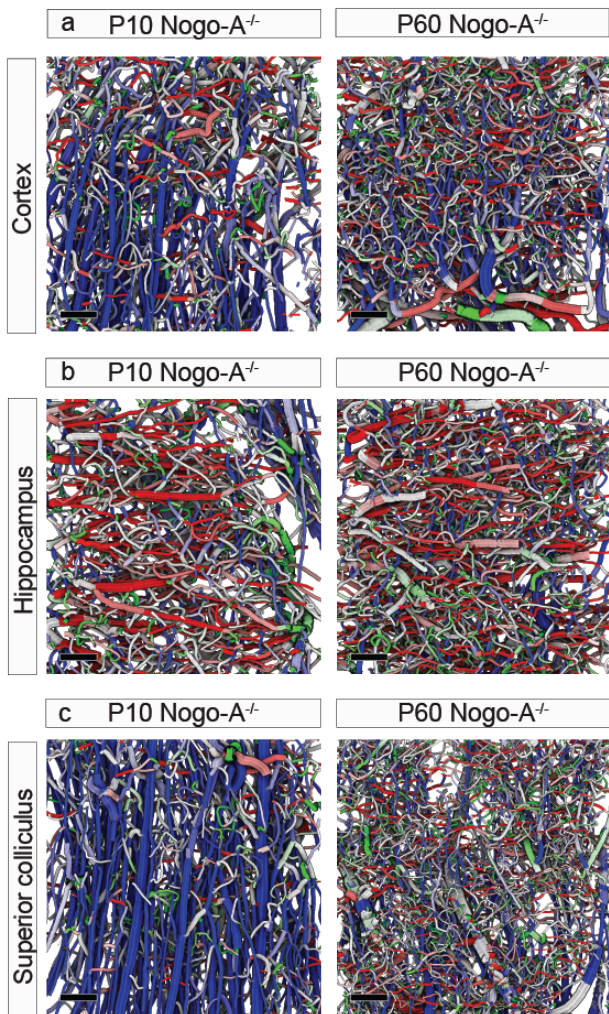 a P10 Nogo-A-/- P60 Nogo-A-/-
Cortex
b P10 Nogo-A-/- P60 Nogo-A-/-
Hippocampus
c P10 Nogo-A-/- P60 Nogo-A-/-
Superior colliculus